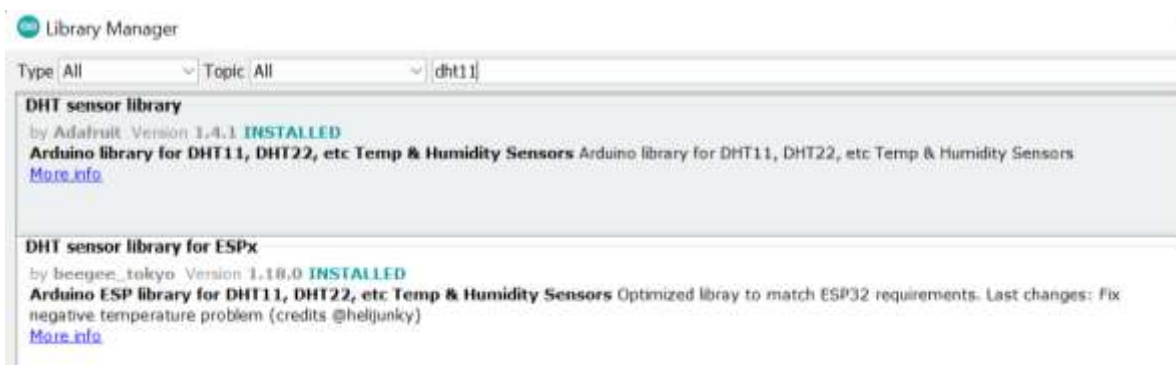 Library Manager
Type All Topic All dht11
DHT sensor library
by Adafruit Version 1.4.1 INSTALLED
Arduino library for DHT11, DHT22, etc Temp & Humidity Sensors Arduino library for DHT11, DHT22, etc Temp & Humidity Sensors
More info
DHT sensor library for ESPx
by beegee_tokyo Version 1.18.0 INSTALLED
Arduino ESP library for DHT11, DHT22, etc Temp & Humidity Sensors Optimized libray to match ESP32 requirements. Last changes: Fix
negative temperature problem (credits @helijunky)
More info